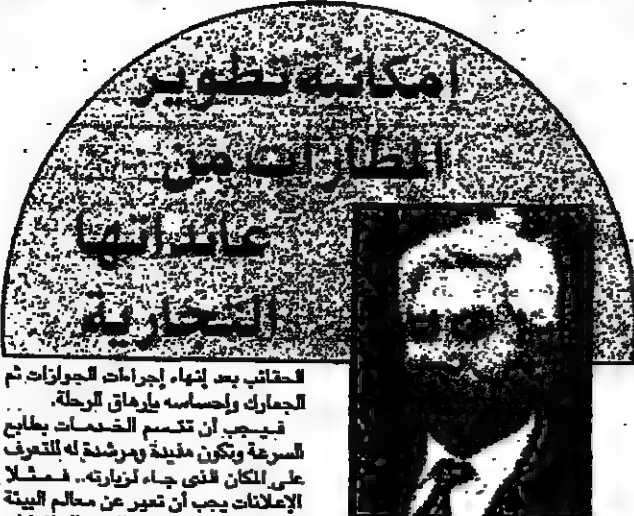 امكانية تطوير
المطارات من
عائداتها
التجارية
الحقائب بعد إنهاء إجراءات الجوازات ثم
الجمارك وإحساسه بإرهاق الرحلة.
فيجب أن تتسم الخدمات بطابع
السرعة وتكون مفيدة ومرشدة له للتعرف
على المكان الذى جاء لزيارته.. فمثلا
الإعلانات يجب أن تعبر عن معالم البيئة